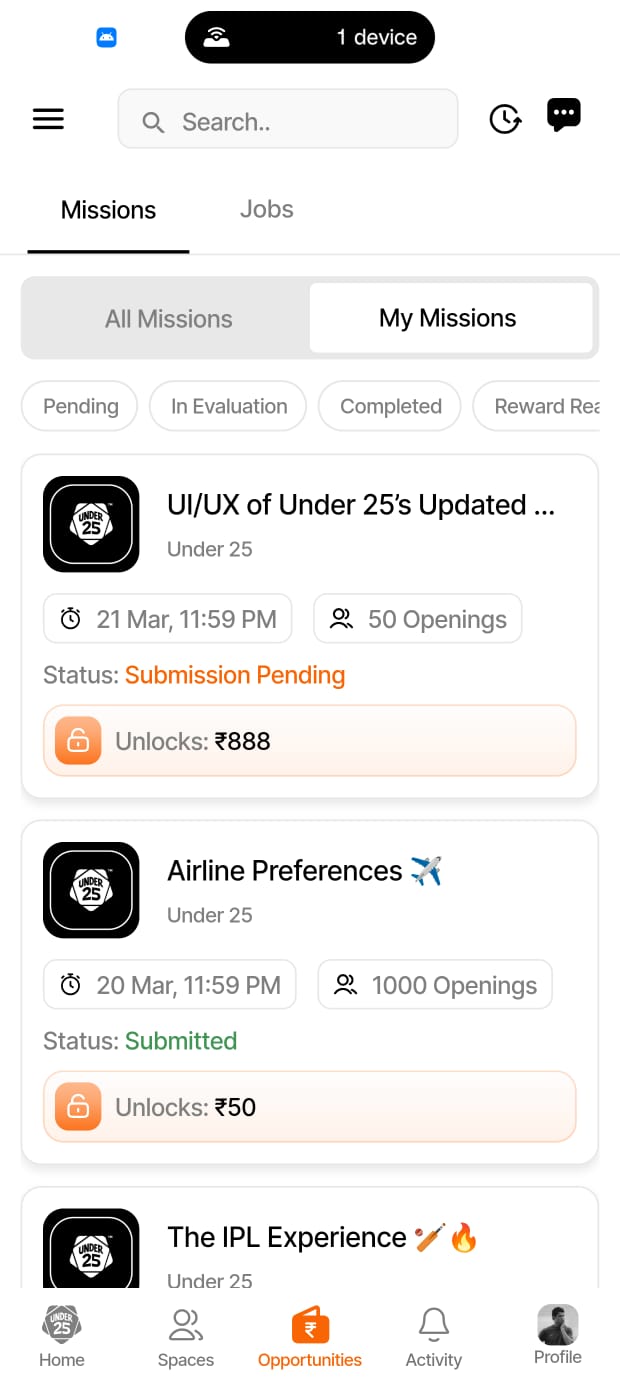 1 device
Search..
Missions Jobs
All Missions My Missions
Pending In Evaluation Completed Reward Rea
UNDER 25
UI/UX of Under 25’s Updated ...
Under 25
21 Mar, 11:59 PM 50 Openings
Status: Submission Pending
Unlocks: ₹888
UNDER 25
Airline Preferences ✈️
Under 25
20 Mar, 11:59 PM 1000 Openings
Status: Submitted
Unlocks: ₹50
UNDER 25
The IPL Experience 🏏🔥
Under 25
UNDER 25
₹
Home Spaces Opportunities Activity Profile